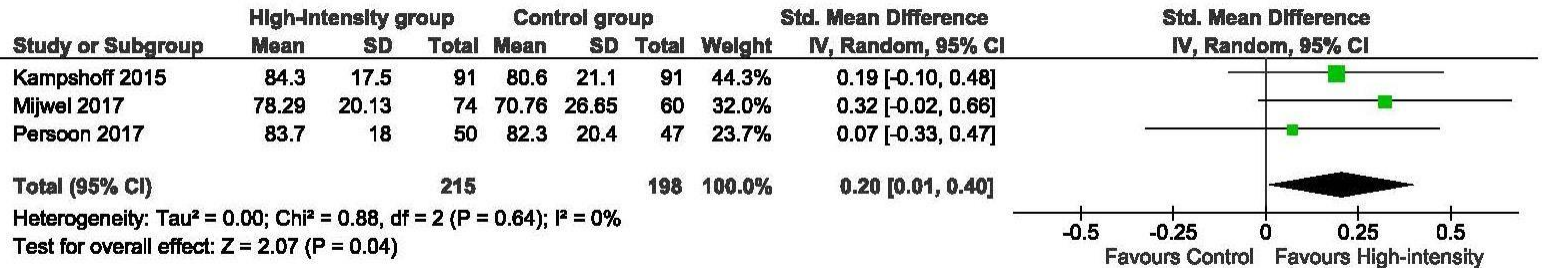 High-intensity group Control group Std. Mean Difference Std. Mean Difference
Study or Subgroup Mean SD Total Mean SD Total Weight IV, Random, 95% CI IV, Random, 95% CI
Kampshoff 2015 84.3 17.5 91 80.6 21.1 91 44.3% 0.19 [-0.10, 0.48]
Mijwel 2017 78.29 20.13 74 70.76 26.65 60 32.0% 0.32 [-0.02, 0.66]
Persoon 2017 83.7 18 50 82.3 20.4 47 23.7% 0.07 [-0.33, 0.47]
Total (95% CI) 215 198 100.0% 0.20 [0.01, 0.40]
Heterogeneity: Tau² = 0.00; Chi² = 0.88, df = 2 (P = 0.64); I² = 0%
Test for overall effect: Z = 2.07 (P = 0.04)
-0.5 -0.25 0 0.25 0.5
Favours Control Favours High-intensity